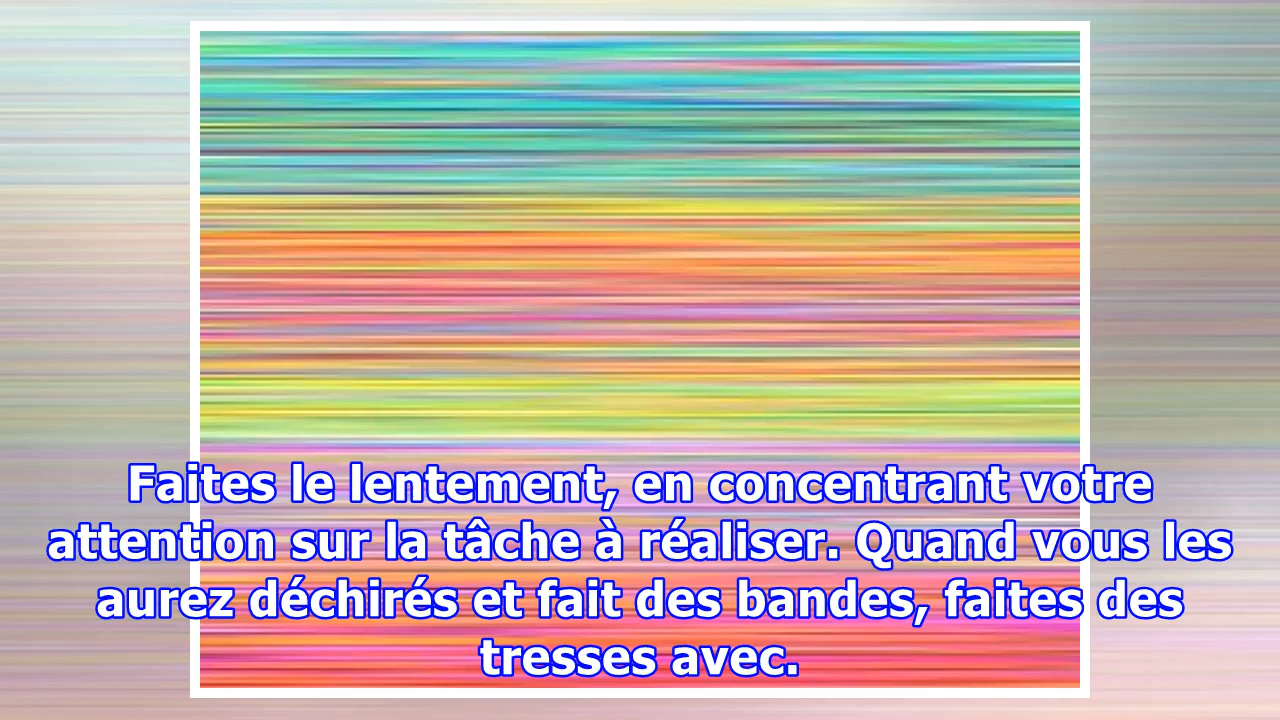 Faites le lentement, en concentrant votre
attention sur la tâche à réaliser. Quand vous les
aurez déchirés et fait des bandes, faites des
tresses avec.